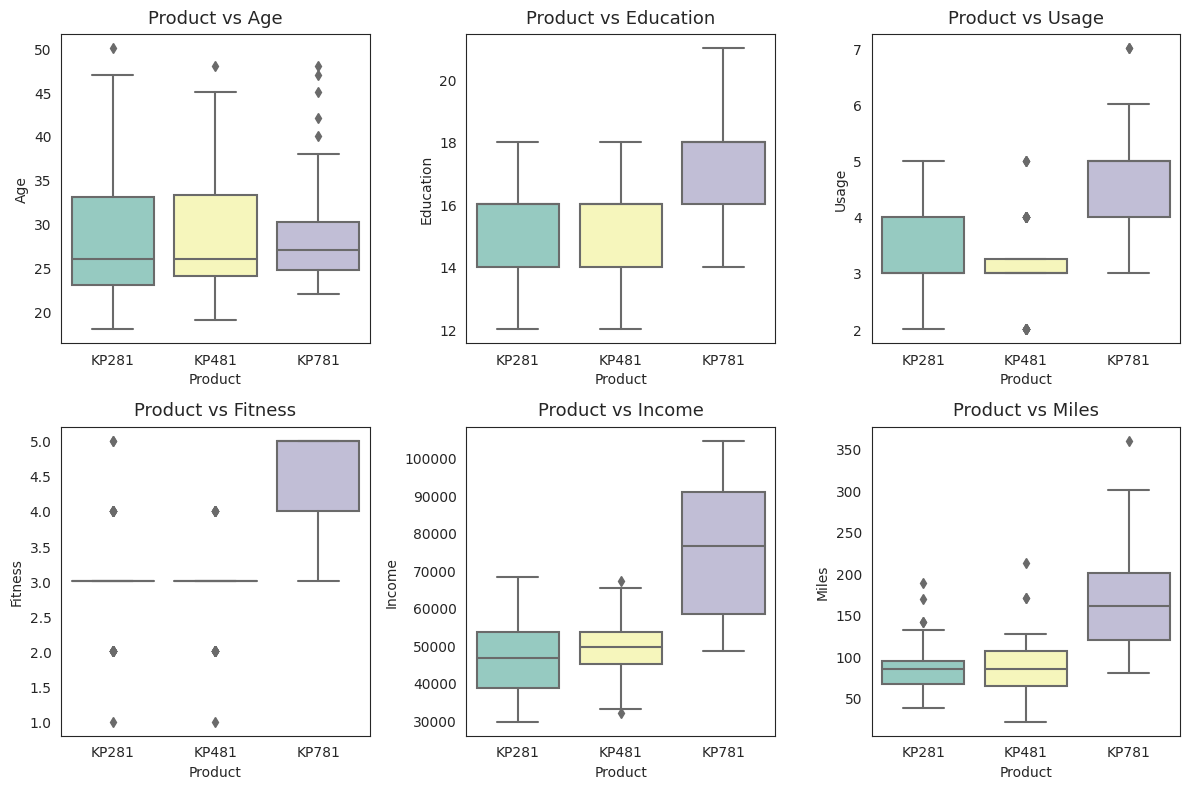 Product vs Age
50
45
40
35
30
25
20
Age
KP281 KP481 KP781
Product
Product vs Education
20
18
16
14
12
Education
KP281 KP481 KP781
Product
Product vs Usage
7
6
5
4
3
2
Usage
KP281 KP481 KP781
Product
Product vs Fitness
5.0
4.5
4.0
3.5
3.0
2.5
2.0
1.5
1.0
Fitness
KP281 KP481 KP781
Product
Product vs Income
100000
90000
80000
70000
60000
50000
40000
30000
Income
KP281 KP481 KP781
Product
Product vs Miles
350
300
250
200
150
100
50
Miles
KP281 KP481 KP781
Product